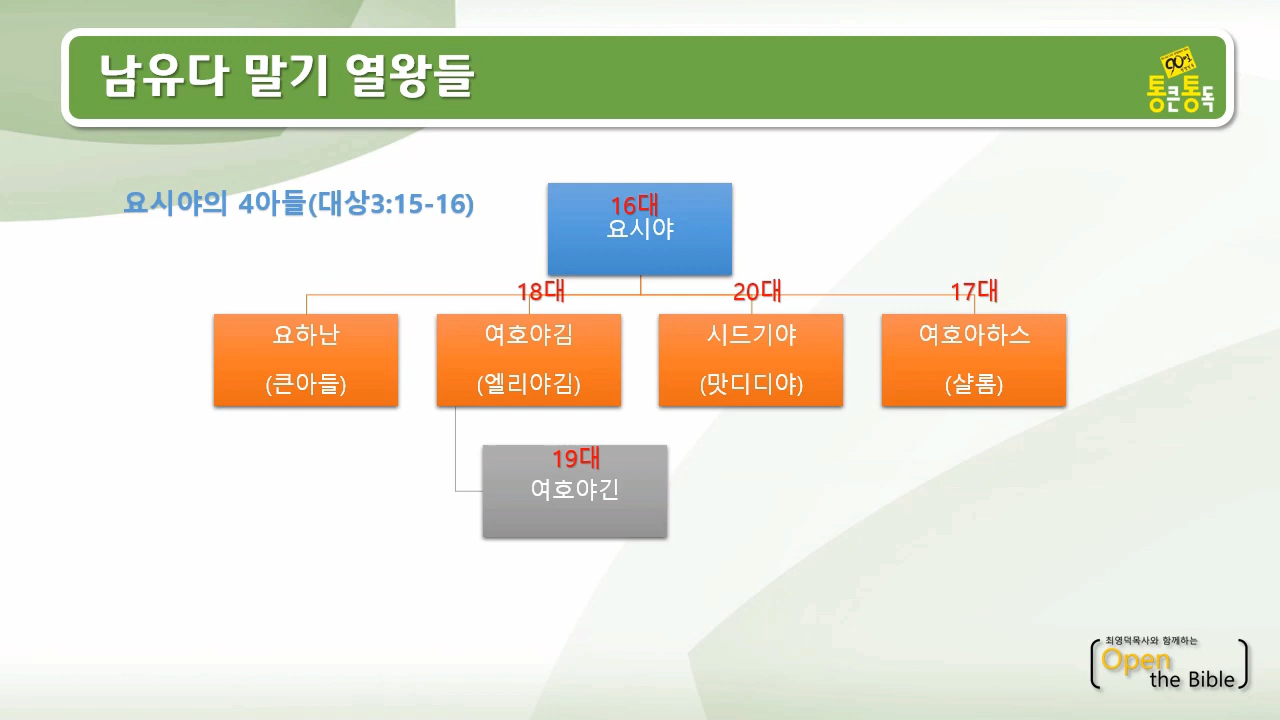 남유다 말기 열왕들
90일
통큰통독
요시야의 4아들(대상3:15-16)
16대
요시야
18대
20대
17대
요하난
(큰아들)
여호야김
(엘리야김)
시드기야
(맛디디야)
여호아하스
(샬롬)
19대
여호야긴
최영덕목사와 함께하는
Open
the Bible